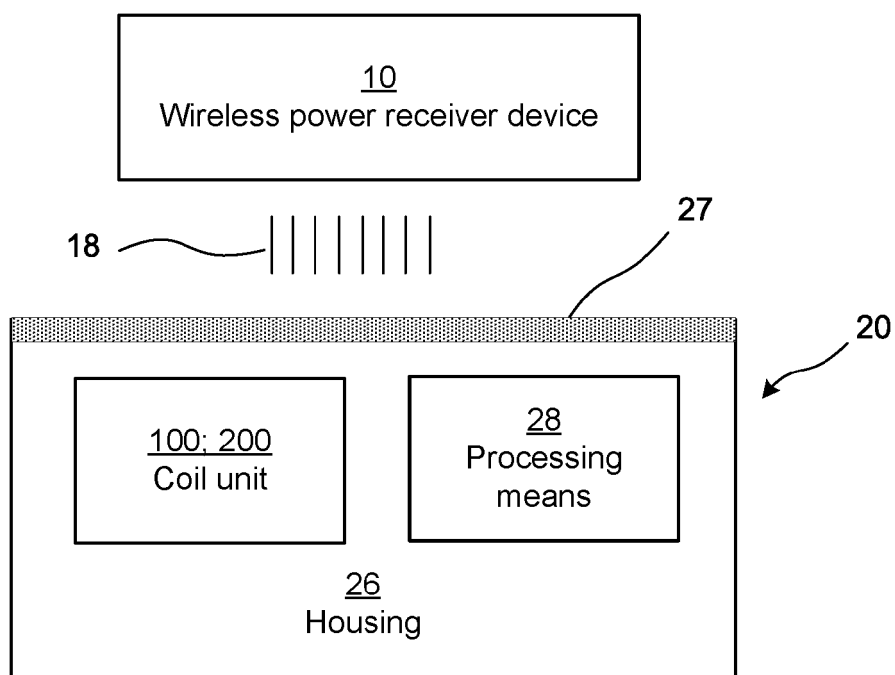 10
Wireless power receiver device
27
18
20
100; 200
Coil unit
28
Processing
means
26
Housing